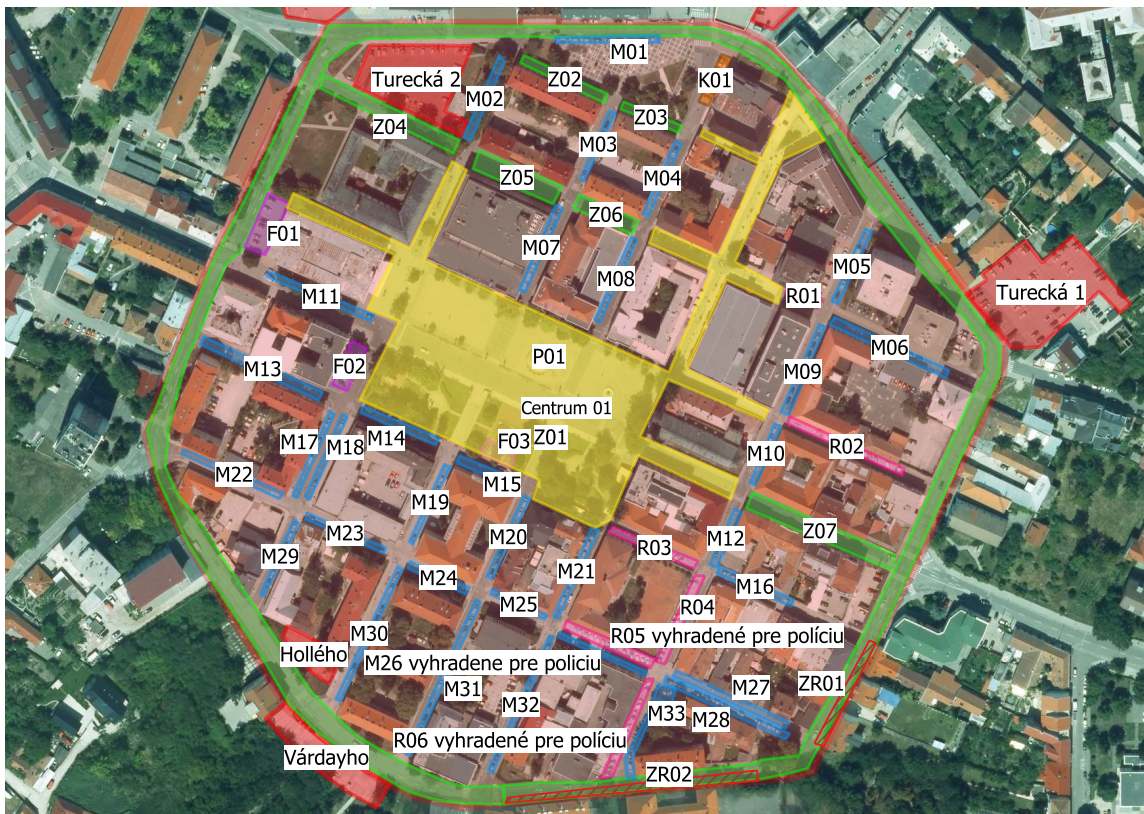 M01
Turecká 2
M02
Z02
K01
Z04
Z03
M03
Z05
M04
Z06
F01
M07
M08
M05
M11
R01
Turecká 1
M13
F02
P01
M09
M06
Centrum 01
M17
M18
M14
F03
Z01
M10
R02
M22
M19
M15
M29
M23
M20
M21
R03
M12
Z07
M24
M25
M16
R04
R05 vyhradené pre políciu
Hollého
M30
M26 vyhradene pre policiu
M31
M32
M27
M33
M28
ZR01
R06 vyhradené pre políciu
Várdayho
ZR02